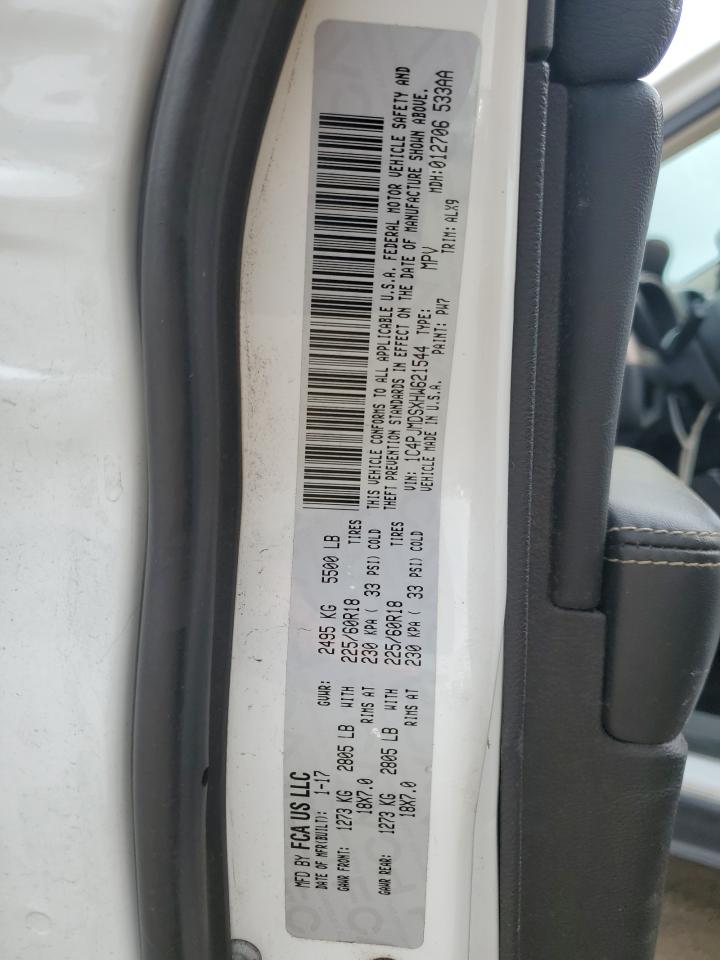 MFD BY FCA US LLC
DATE OF MFR(BUILT): 1-17 GVWR: 2495 KG 5500 LB
GAWR FRONT: 1273 KG 2805 LB WITH 225/60R18 TIRES
18X7.0 RIMS AT 230 KPA ( 33 PSI) COLD
GAWR REAR: 1273 KG 2805 LB WITH 225/60R18 TIRES
18X7.0 RIMS AT 230 KPA ( 33 PSI) COLD
THIS VEHICLE CONFORMS TO ALL APPLICABLE U.S.A. FEDERAL MOTOR VEHICLE SAFETY AND
THEFT PREVENTION STANDARDS IN EFFECT ON THE DATE OF MANUFACTURE SHOWN ABOVE.
VIN: 1C4PJMDSXHW621544 TYPE: MPV MDH:012706 533AA
VEHICLE MADE IN U.S.A. PAINT: PW7 TRIM: ALX9